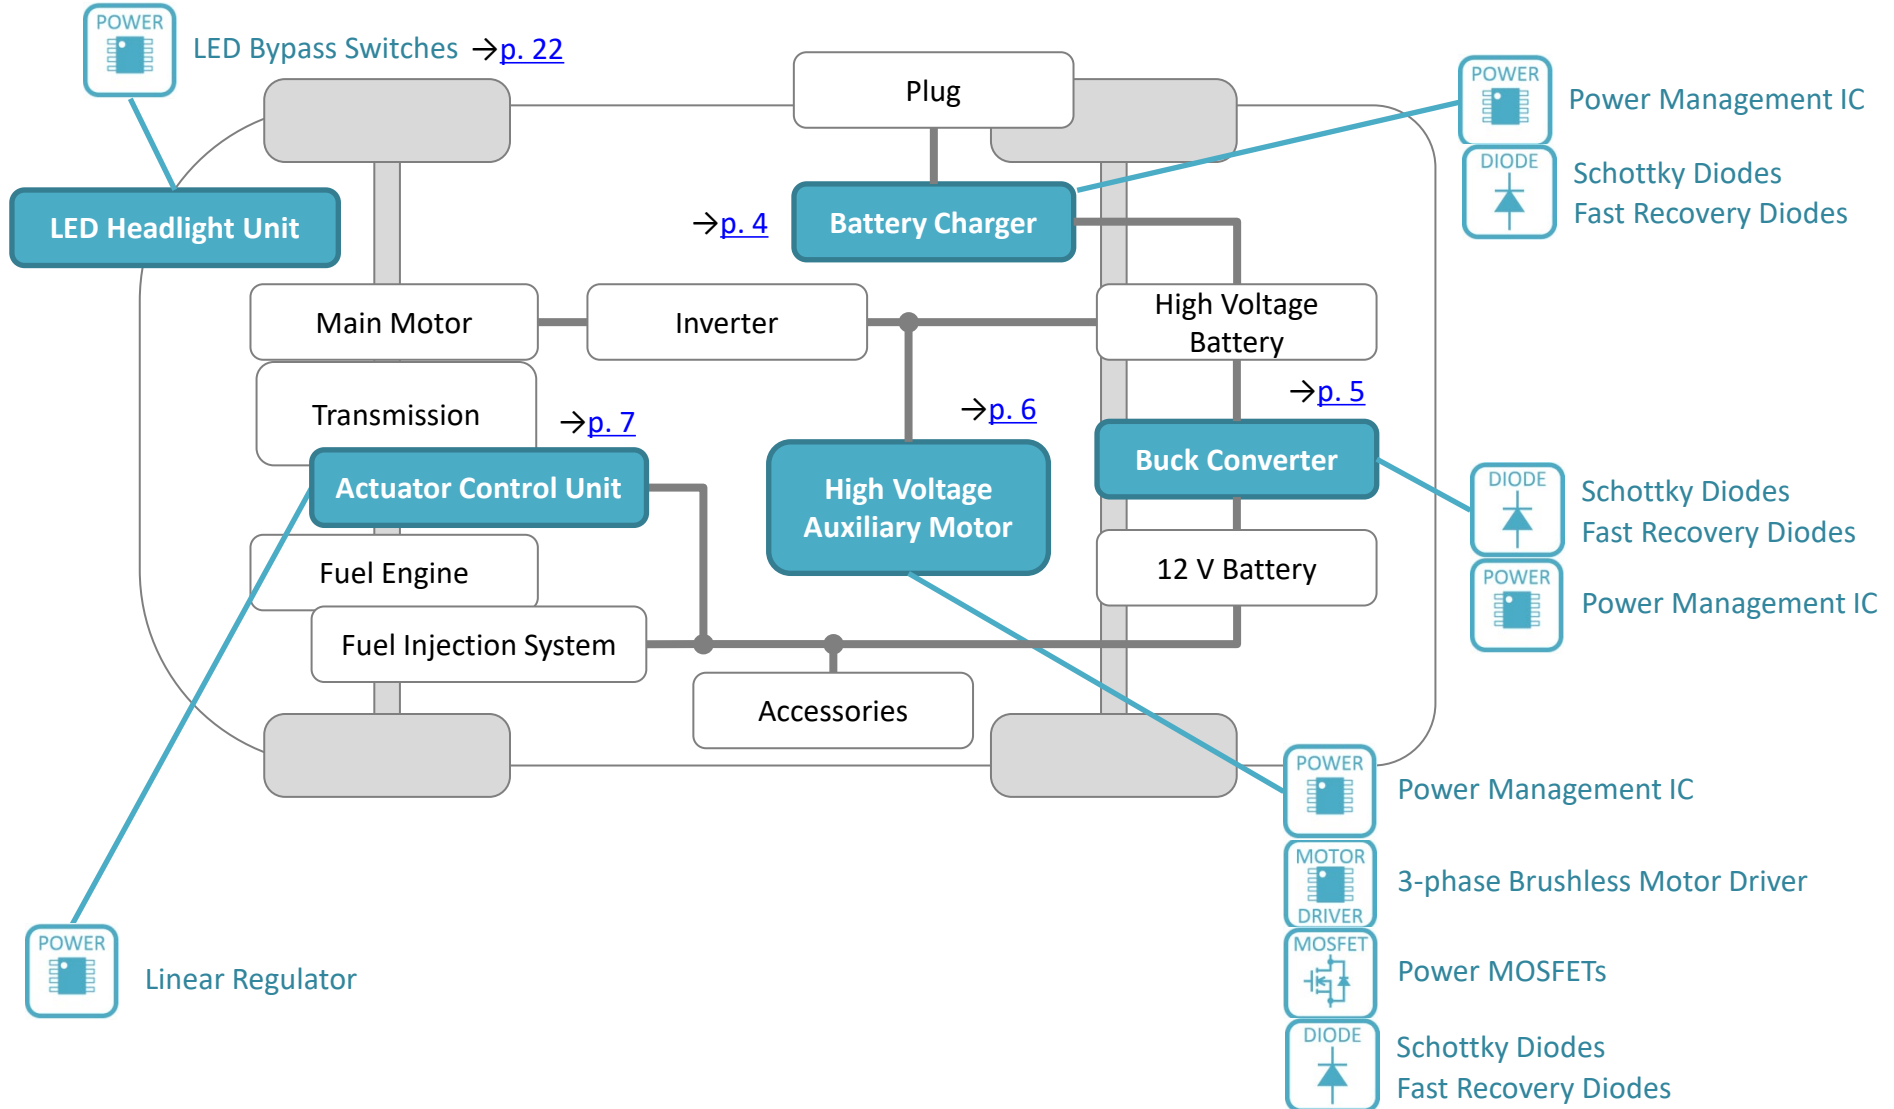 POWER
LED Bypass Switches →p. 22
Plug
POWER
Power Management IC
DIODE
Schottky Diodes
Fast Recovery Diodes
LED Headlight Unit
→p. 4
Battery Charger
Main Motor
Inverter
High Voltage
Battery
Transmission
→p. 7
→p. 6
→p. 5
Actuator Control Unit
High Voltage
Auxiliary Motor
Buck Converter
DIODE
Schottky Diodes
Fast Recovery Diodes
POWER
Power Management IC
Fuel Engine
12 V Battery
Fuel Injection System
Accessories
POWER
Power Management IC
MOTOR
DRIVER
3-phase Brushless Motor Driver
POWER
Linear Regulator
MOSFET
Power MOSFETs
DIODE
Schottky Diodes
Fast Recovery Diodes